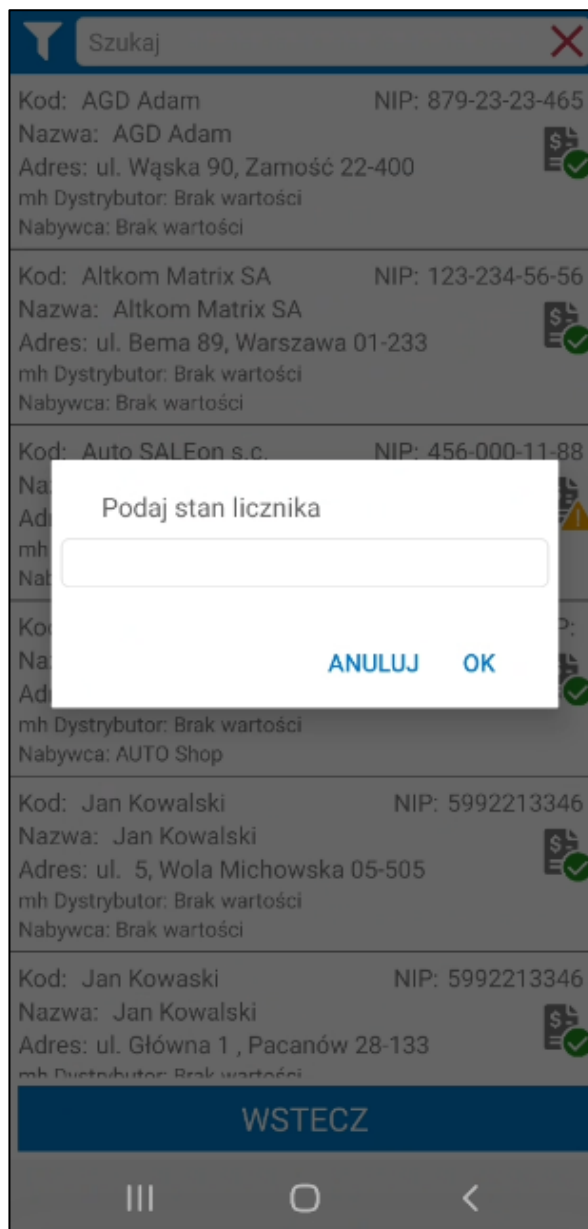 Szukaj
Kod: AGD Adam NIP: 879-23-23-465
Nazwa: AGD Adam
Adres: ul. Wąska 90, Zamość 22-400
mh Dystrybutor: Brak wartości
Nabywca: Brak wartości
Kod: Altkom Matrix SA NIP: 123-234-56-56
Nazwa: Altkom Matrix SA
Adres: ul. Bema 89, Warszawa 01-233
mh Dystrybutor: Brak wartości
Nabywca: Brak wartości
Kod: Auto SALEon s.c. NIP: 456-000-11-88
mh
Podaj stan licznika
ANULUJ OK
mh Dystrybutor: Brak wartości
Nabywca: AUTO Shop
Kod: Jan Kowalski NIP: 5992213346
Nazwa: Jan Kowalski
Adres: ul. 5, Wola Michowska 05-505
mh Dystrybutor: Brak wartości
Nabywca: Brak wartości
Kod: Jan Kowaski NIP: 5992213346
Nazwa: Jan Kowalski
Adres: ul. Główna 1 , Pacanów 28-133
mh Dystrybutor: Brak wartości
WSTECZ